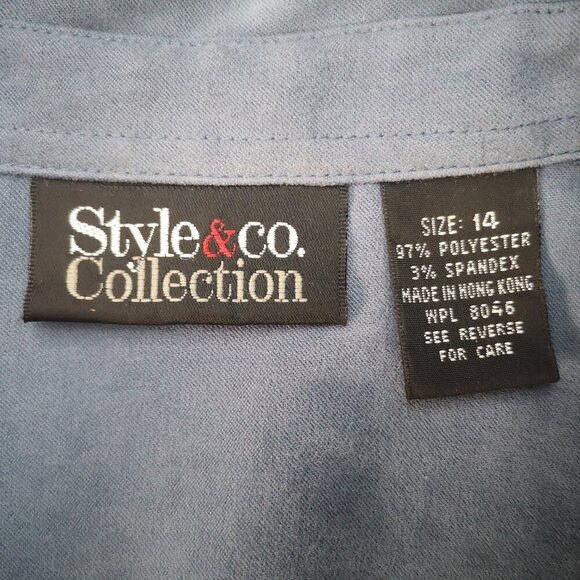 Style&co.
Collection
SIZE: 14
97% POLYESTER
3% SPANDEX
MADE IN HONG KONG
WPL 8046
SEE REVERSE
FOR CARE